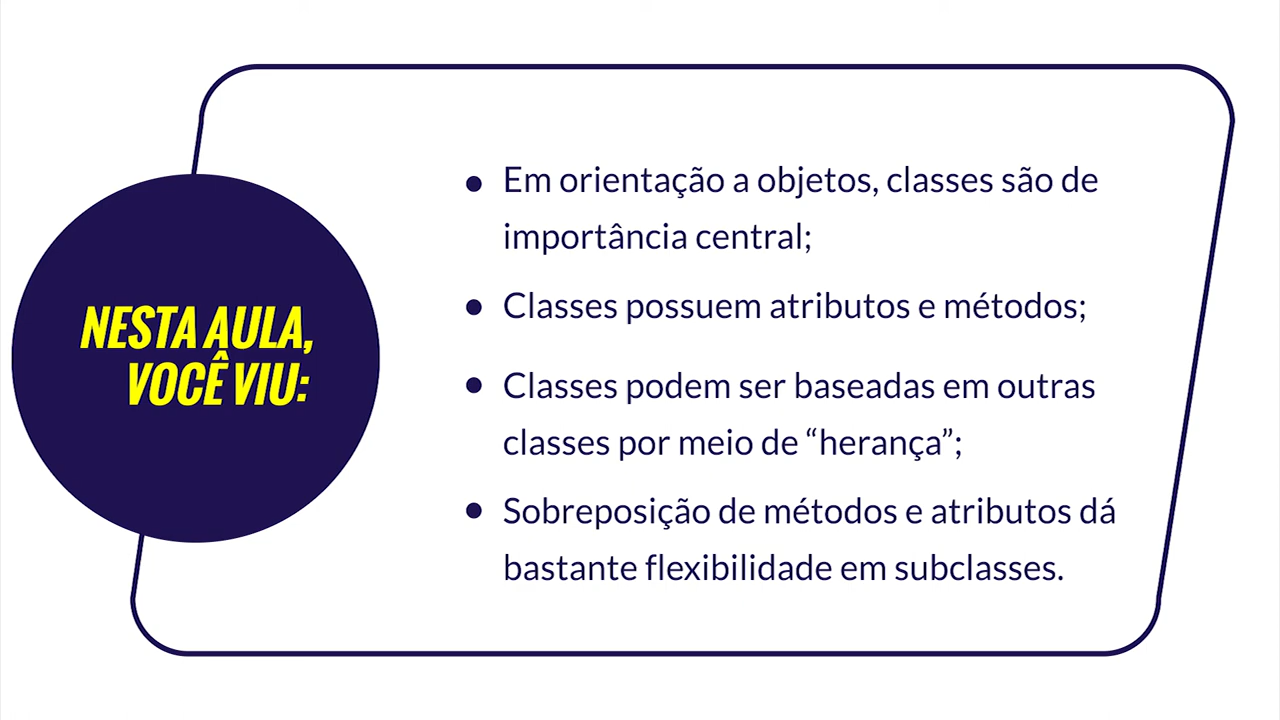 NESTA AULA,
VOCÊ VIU:
• Em orientação a objetos, classes são de
importância central;
• Classes possuem atributos e métodos;
• Classes podem ser baseadas em outras
classes por meio de “herança”;
• Sobreposição de métodos e atributos dá
bastante flexibilidade em subclasses.